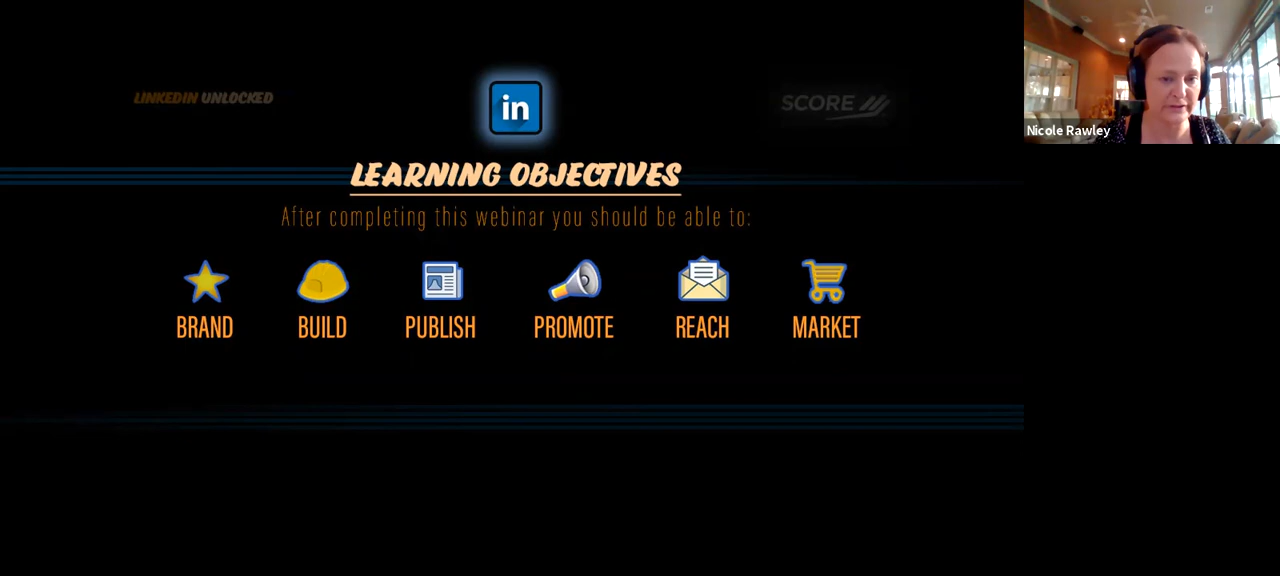 LINKEDIN UNLOCKED
in
SCORE
Nicole Rawley
LEARNING OBJECTIVES
After completing this webinar you should be able to:
BRAND
BUILD
PUBLISH
PROMOTE
REACH
MARKET